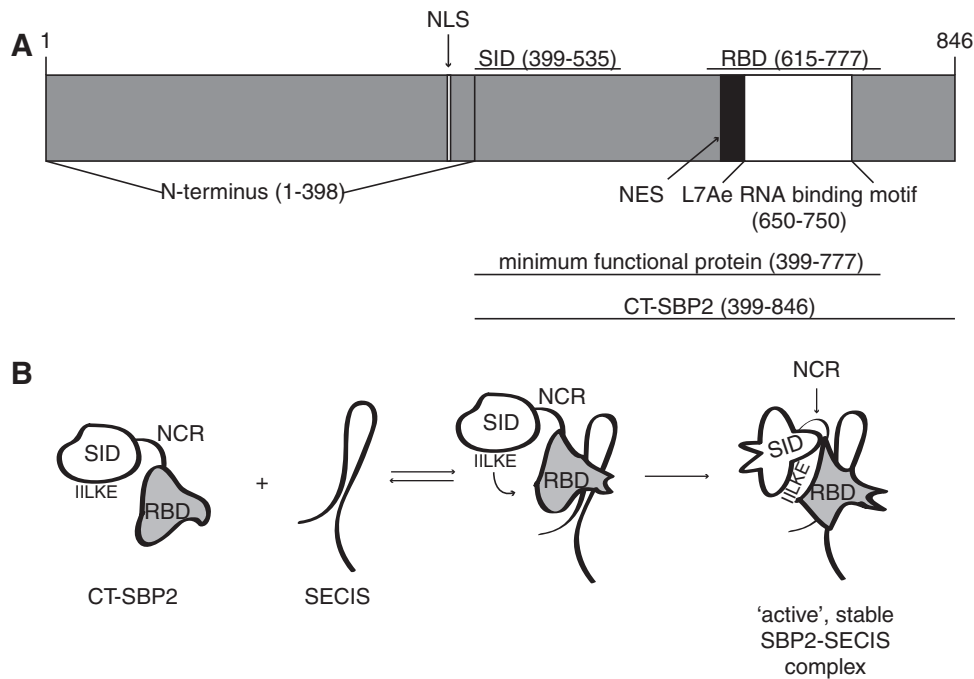 A
NLS
1
846
SID (399-535)
RBD (615-777)
N-terminus (1-398)
NES
L7Ae RNA binding motif
(650-750)
minimum functional protein (399-777)
CT-SBP2 (399-846)
B
NCR
SID
IILKE
RBD
+
CT-SBP2
SECIS
NCR
SID
IILKE
RBD
NCR
SID
IILKE
RBD
'active', stable
SBP2-SECIS
complex